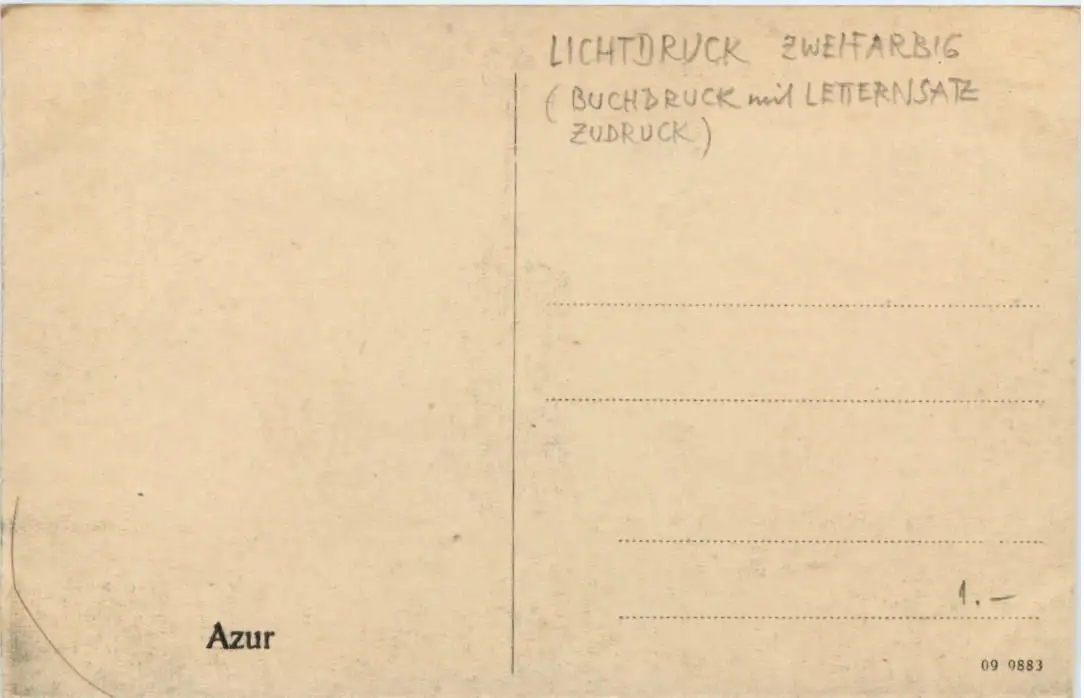 LICHTDRUCK ZWEIFARBIG
(BUCHDRUCK mit LETTERNSATZ
ZUDRUCK)
1.–
Azur
09 9883